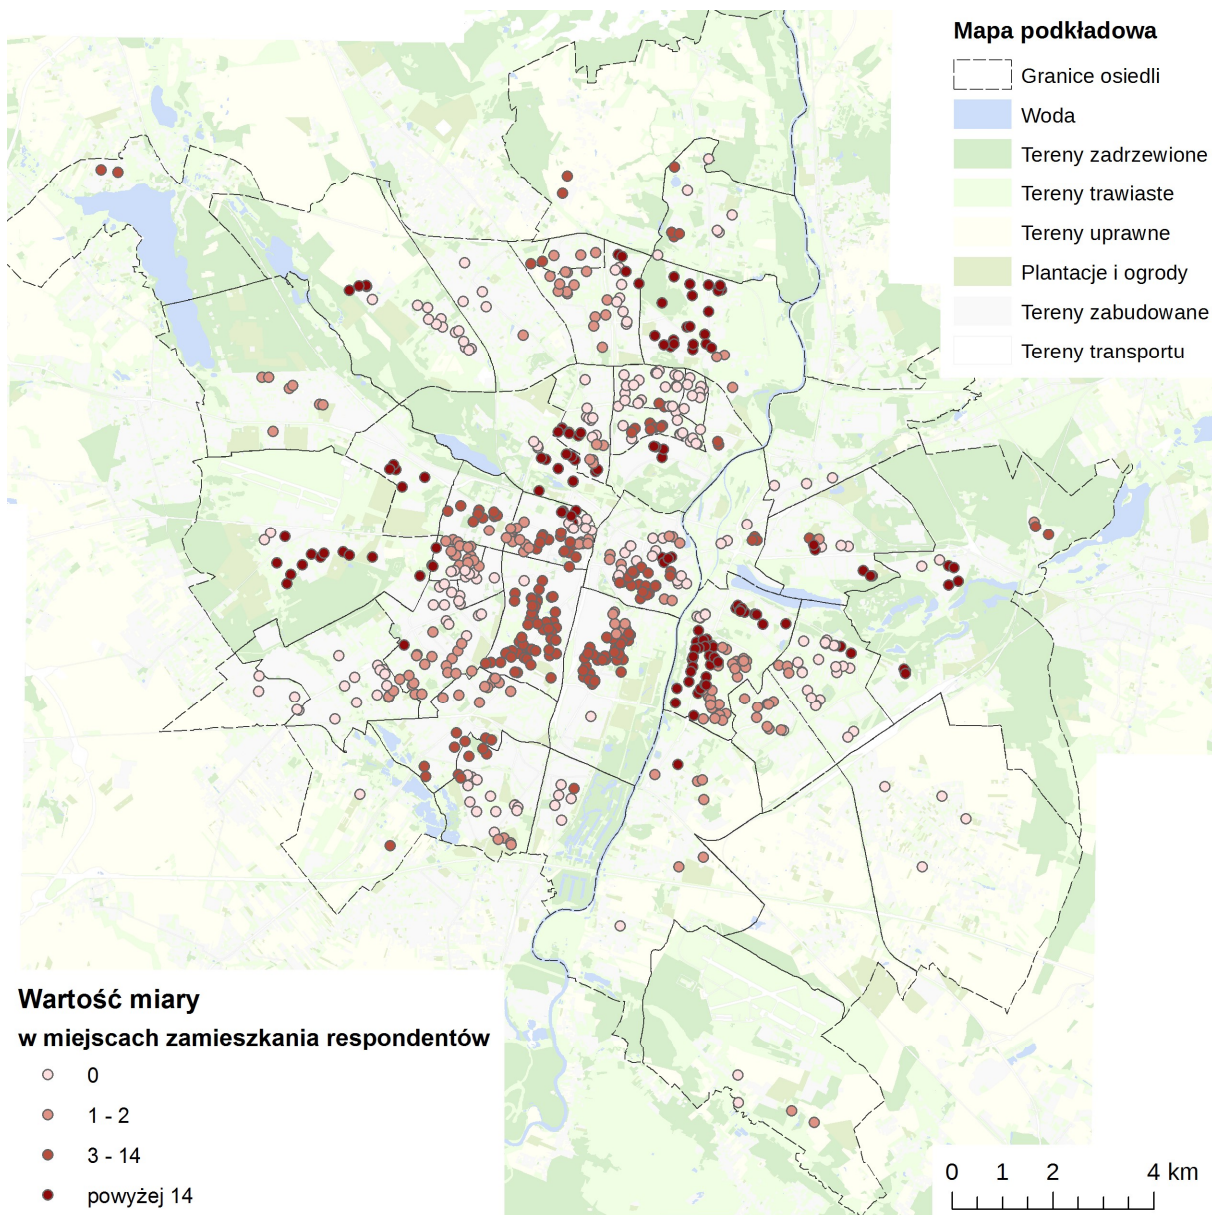 Mapa podkładowa
Granice osiedli
Woda
Tereny zadrzewione
Tereny trawiaste
Tereny uprawne
Plantacje i ogrody
Tereny zabudowane
Tereny transportu
Wartość miary
w miejscach zamieszkania respondentów
0
1 - 2
3 - 14
powyżej 14
0 1 2 4 km